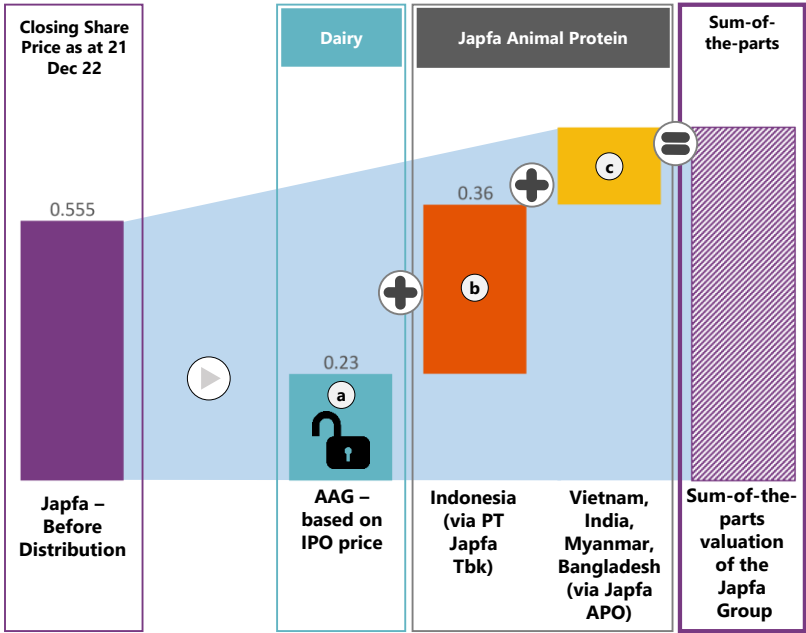 Closing Share
Price as at 21
Dec 22
Dairy
Japfa Animal Protein
Sum-of-
the-parts
0.555
0.23
a
0.36
b
c
Japfa –
Before
Distribution
AAG –
based on
IPO price
Indonesia
(via PT
Japfa
Tbk)
Vietnam,
India,
Myanmar,
Bangladesh
(via Japfa
APO)
Sum-of-the-
parts
valuation
of the
Japfa
Group